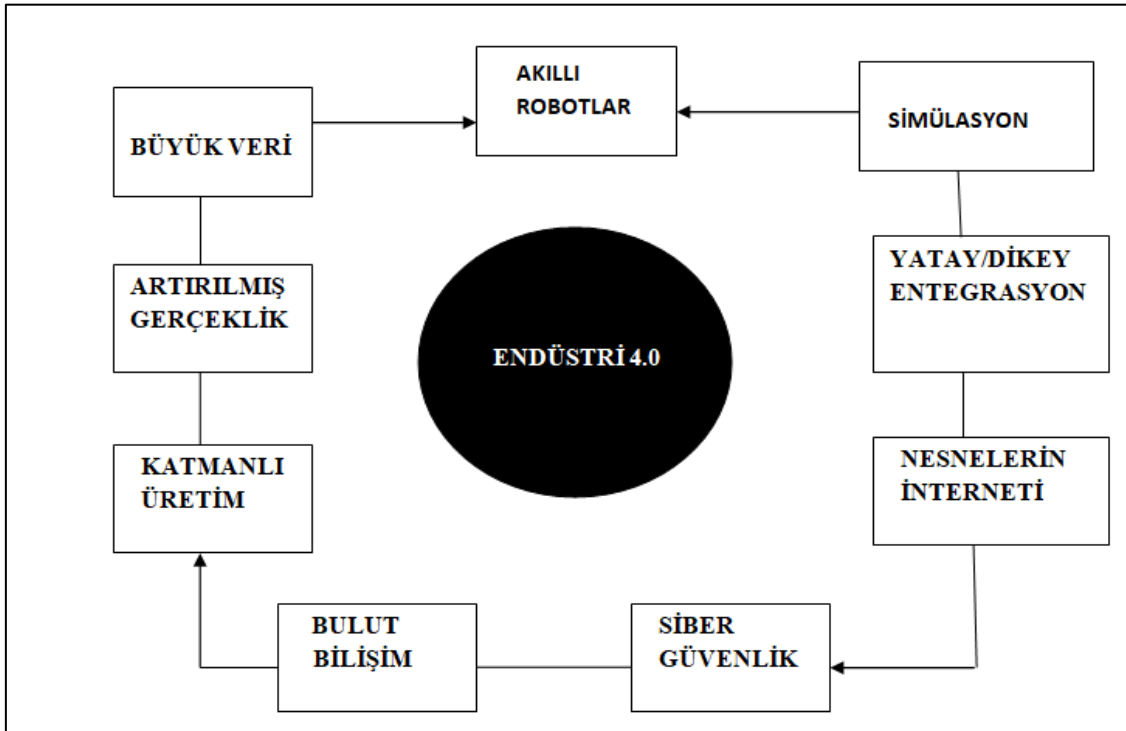 AKILLI
ROBOTLAR
SİMÜLASYON
BÜYÜK VERİ
YATAY/DİKEY
ENTEGRASYON
ARTIRILMIŞ
GERÇEKLİK
ENDÜSTRİ 4.0
NESNELERİN
İNTERNETİ
KATMANLI
ÜRETİM
BULUT
BİLİŞİM
SİBER
GÜVENLİK